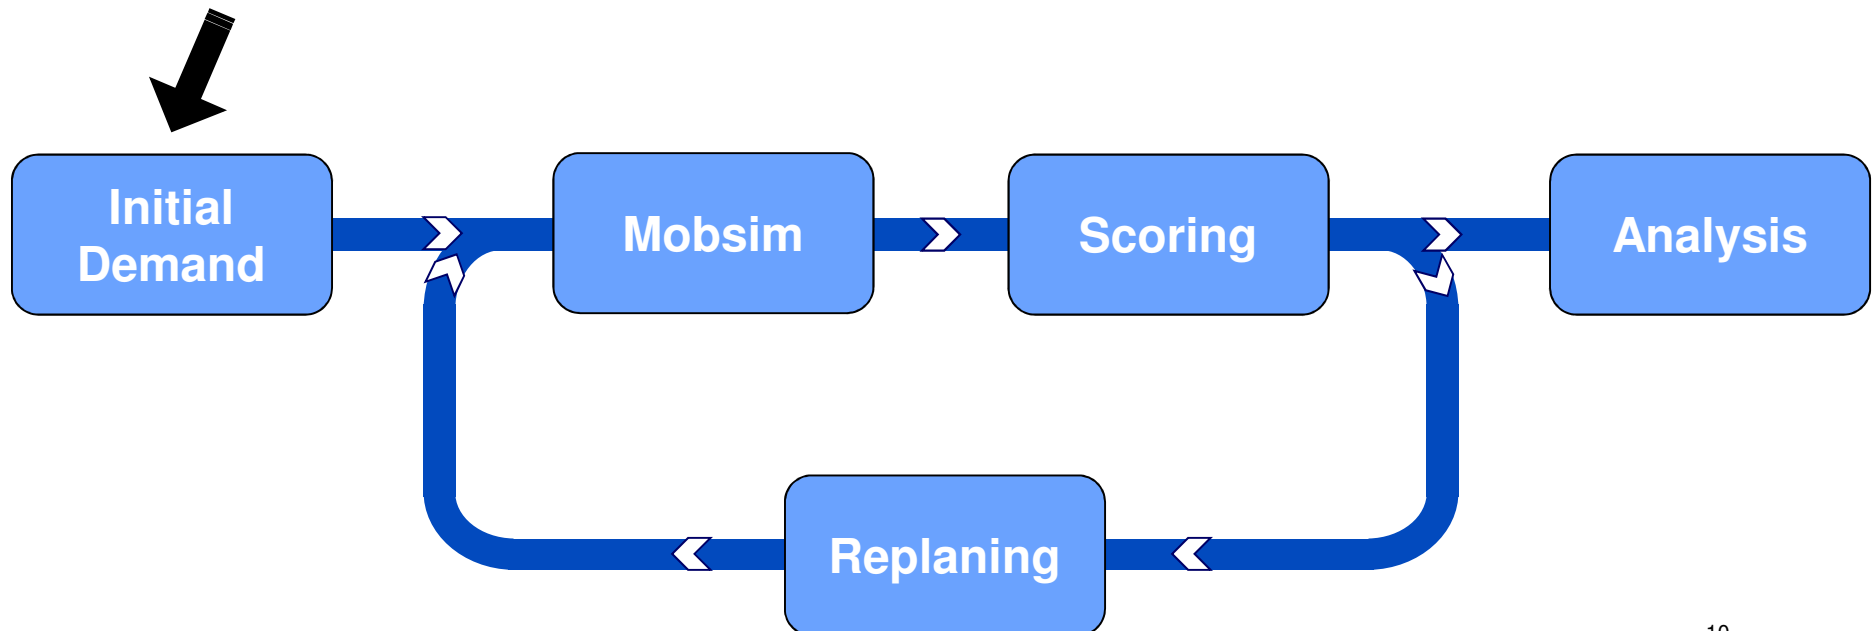 Initial
Demand
Mobsim
Scoring
Analysis
Replaning